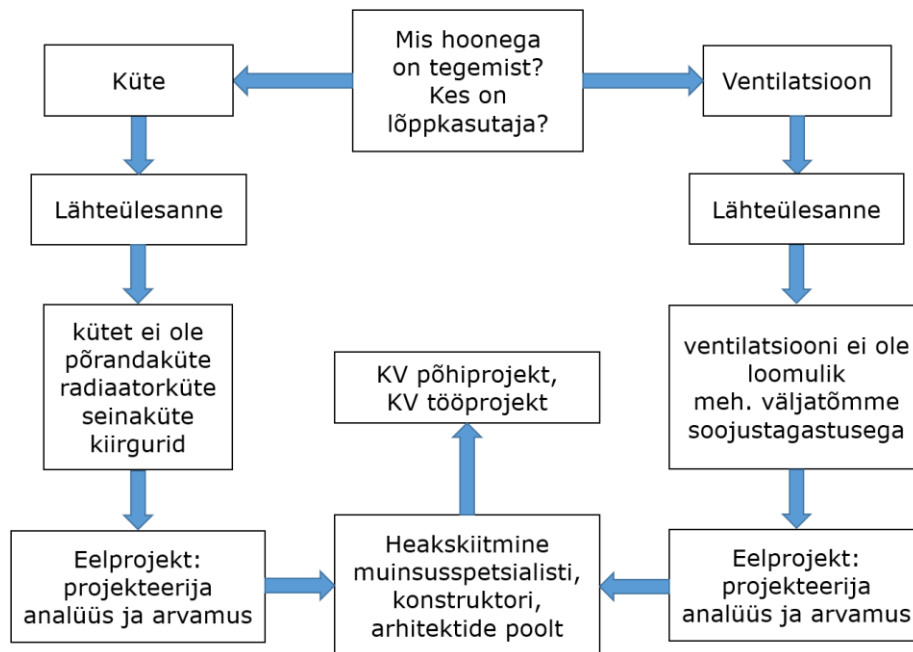 Mis hoonega
on tegemist?
Kes on
lõppkasutaja?
Küte
Ventilatsioon
Lähteülesanne
Lähteülesanne
kütet ei ole
põrandaküte
radiaatorküte
seinaküte
kiirgurid
ventilatsiooni ei ole
loomulik
meh. väljatõmme
soojustagastusega
KV põhiprojekt,
KV tööprojekt
Eelprojekt:
projekteerija
analüüs ja arvamus
Heakskiitmine
muinsusspetsialisti,
konstruktori,
arhitektide poolt
Eelprojekt:
projekteerija
analüüs ja arvamus